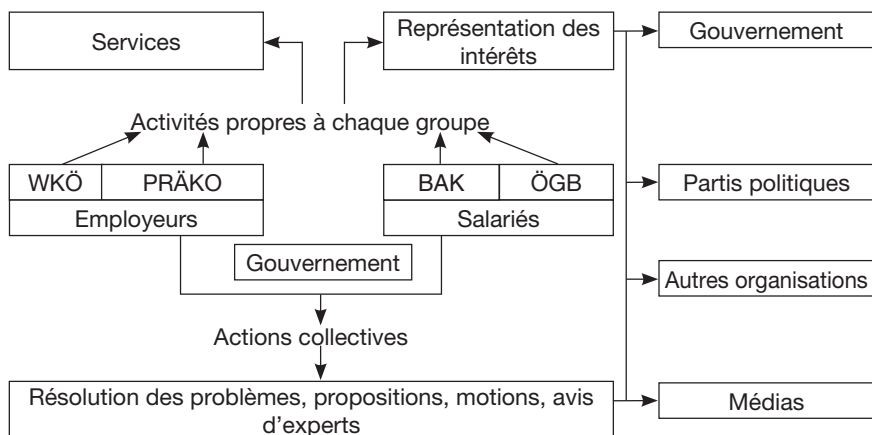 Services
Représentation des
intérêts
Gouvernement
Activités propres à chaque groupe
WKÖ
PRÄKO
BAK
ÖGB
Partis politiques
Employeurs
Salariés
Gouvernement
Autres organisations
Actions collectives
Résolution des problèmes, propositions, motions, avis
d'experts
Médias